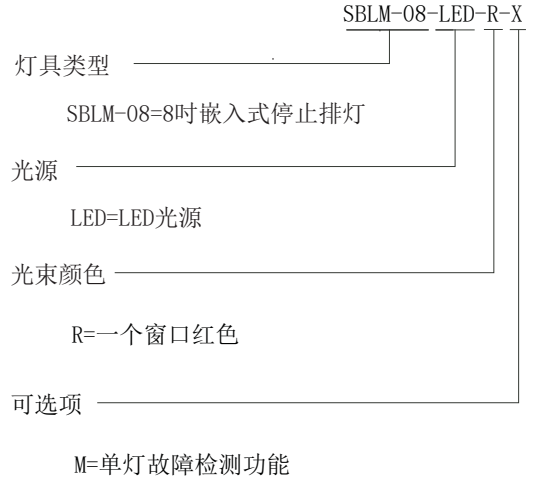 SBLM-08-LED-R-X
灯具类型
SBLM-08=8吋嵌入式停止排灯
光源
LED=LED光源
光束颜色
R=一个窗口红色
可选项
M=单灯故障检测功能